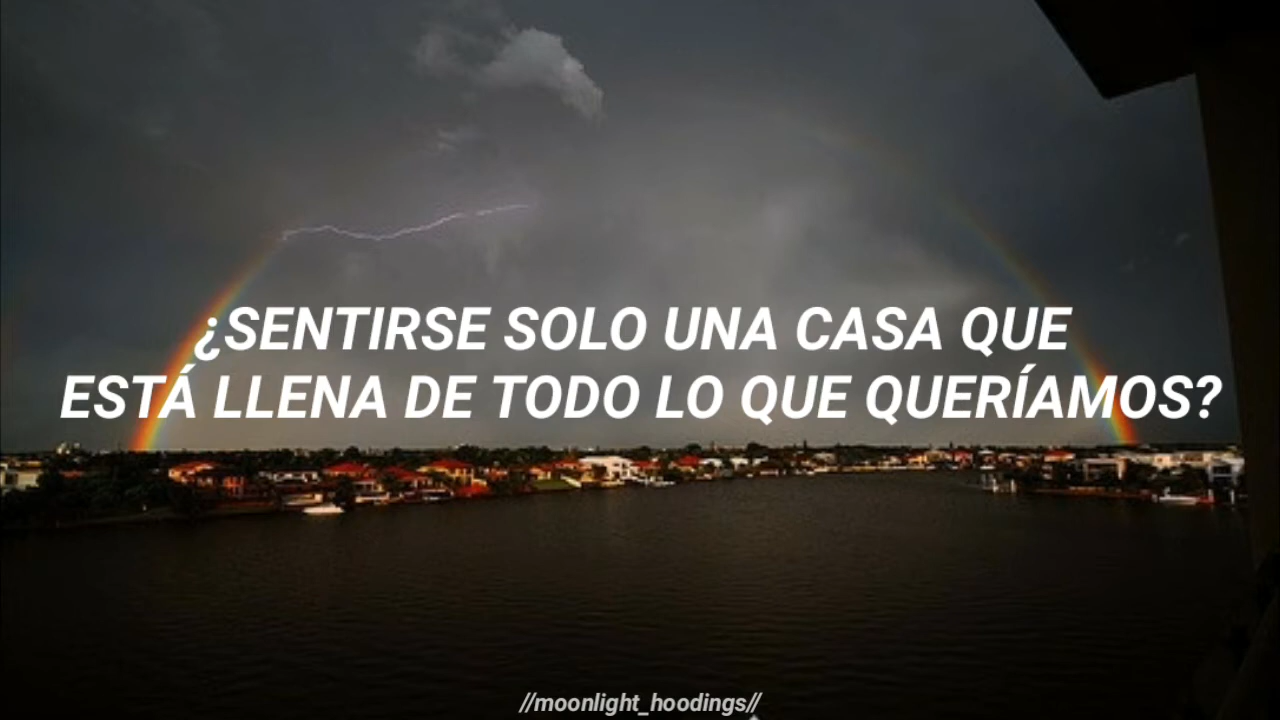 ¿SENTIRSE SOLO UNA CASA QUE
ESTÁ LLENA DE TODO LO QUE QUERÍAMOS?
//moonlight_hoodings//